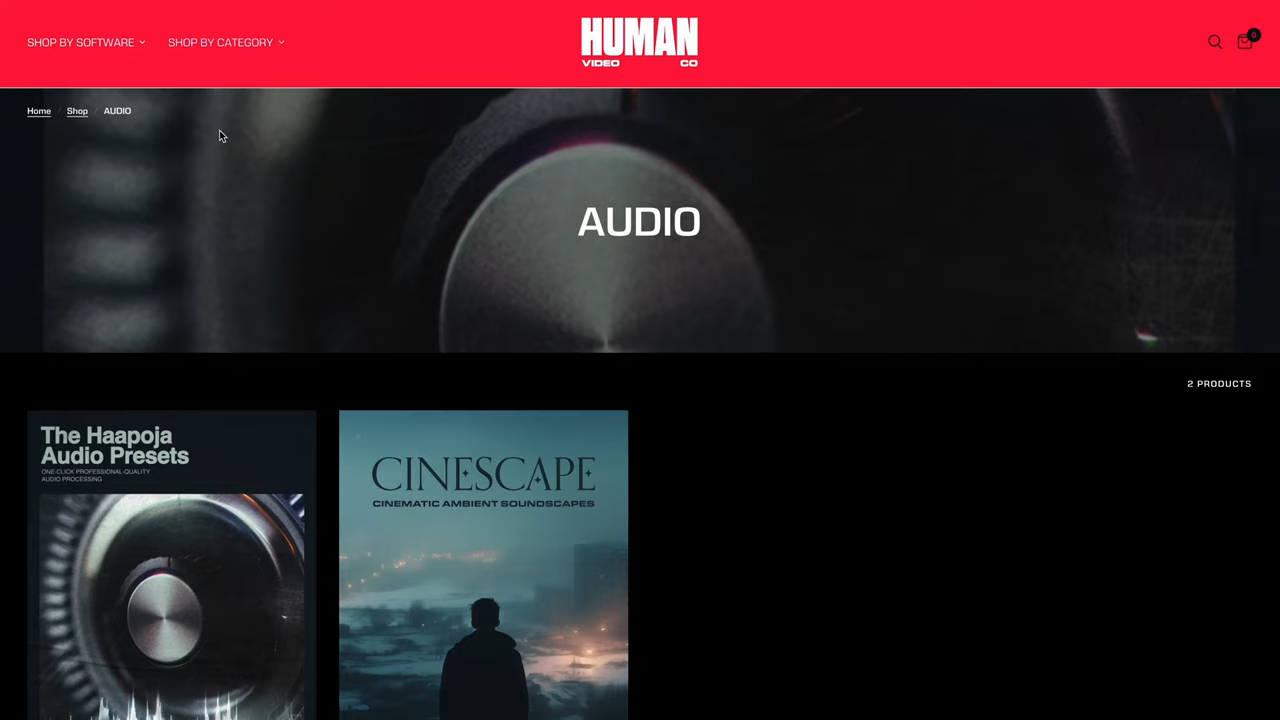 SHOP BY SOFTWARE
SHOP BY CATEGORY
HUMAN
VIDEO CO
0
Home / Shop / AUDIO
AUDIO
2 PRODUCTS
The Haapoja
Audio Presets
ONE-CLICK PROFESSIONAL-QUALITY
AUDIO PROCESSING
CINESCAPE
CINEMATIC AMBIENT SOUNDSCAPES